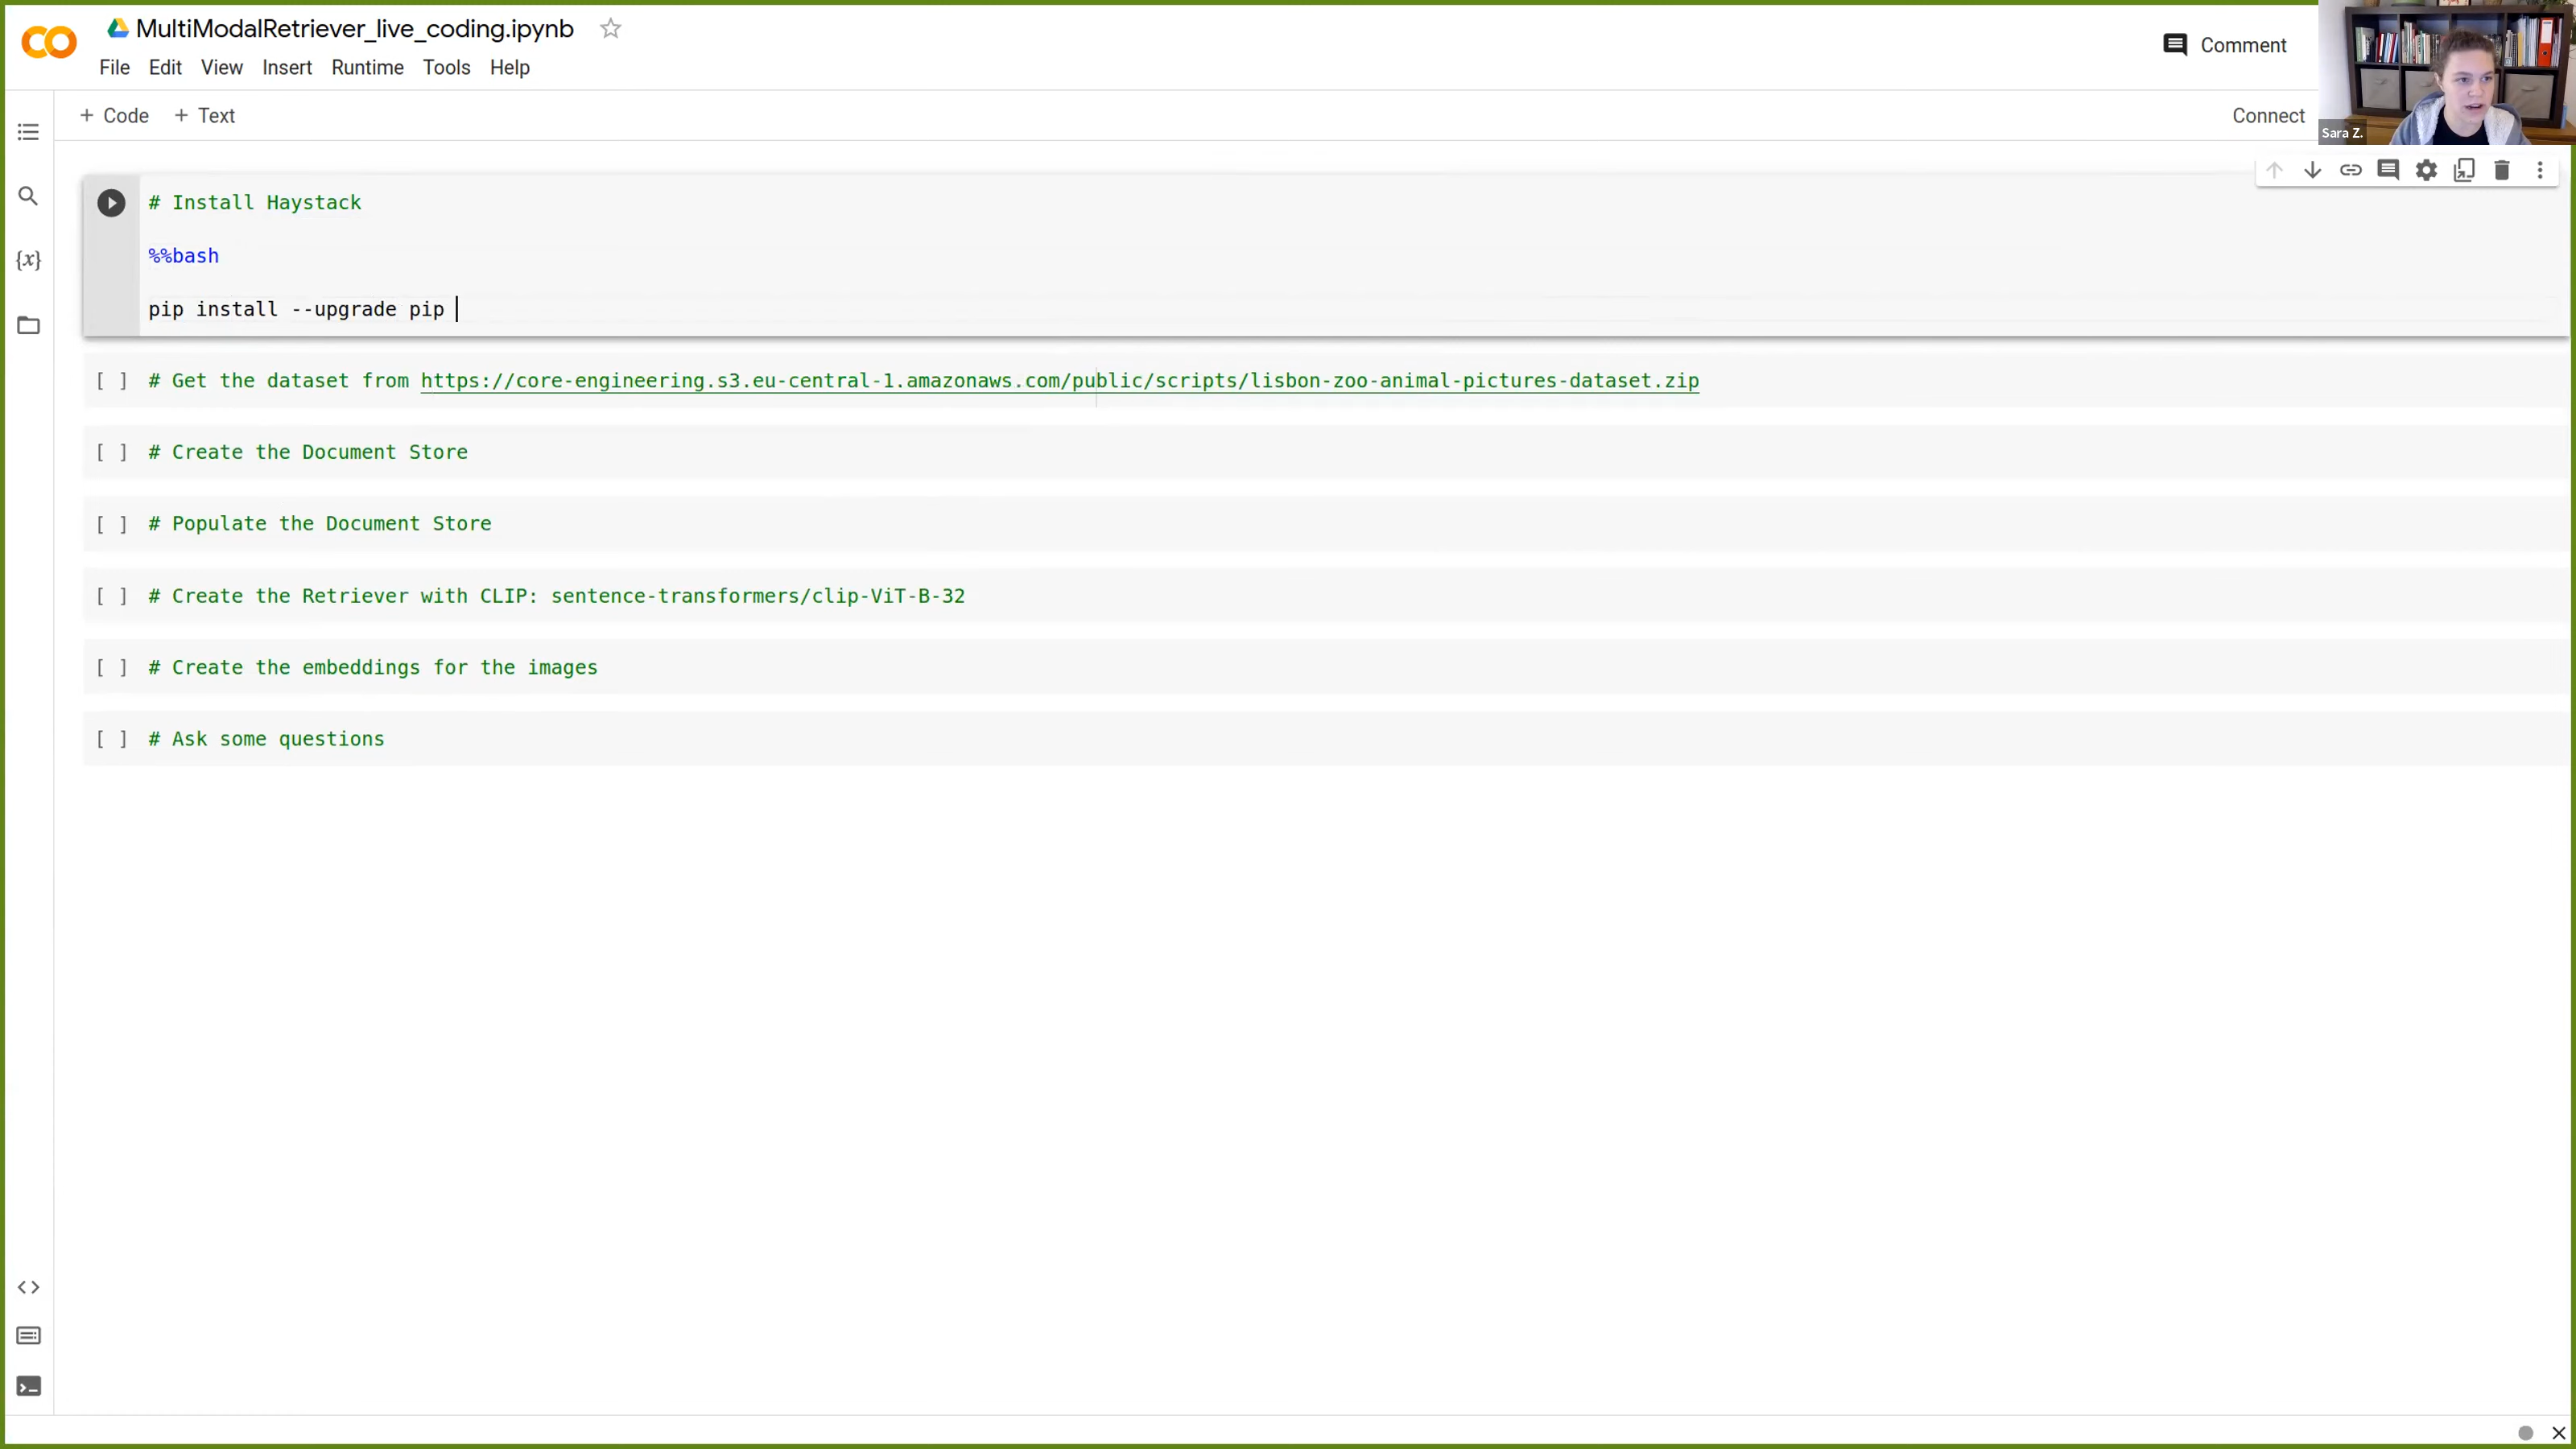 MultiModalRetriever_live_coding.ipynb
File Edit View Insert Runtime Tools Help
Comment
+ Code + Text
Connect
Sara Z.
# Install Haystack
%%bash
pip install --upgrade pip
[ ] # Get the dataset from https://core-engineering.s3.eu-central-1.amazonaws.com/public/scripts/lisbon-zoo-animal-pictures-dataset.zip
[ ] # Create the Document Store
[ ] # Populate the Document Store
[ ] # Create the Retriever with CLIP: sentence-transformers/clip-ViT-B-32
[ ] # Create the embeddings for the images
[ ] # Ask some questions